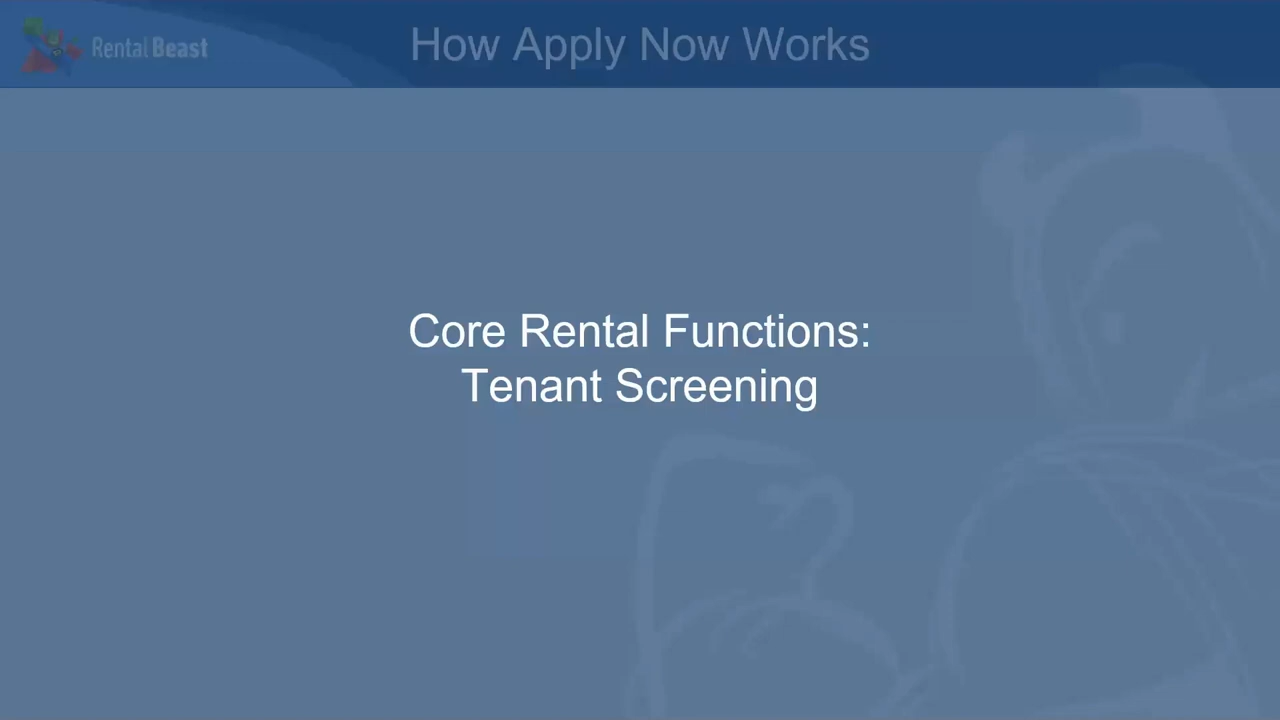 Rental Beast
How Apply Now Works
Core Rental Functions:
Tenant Screening